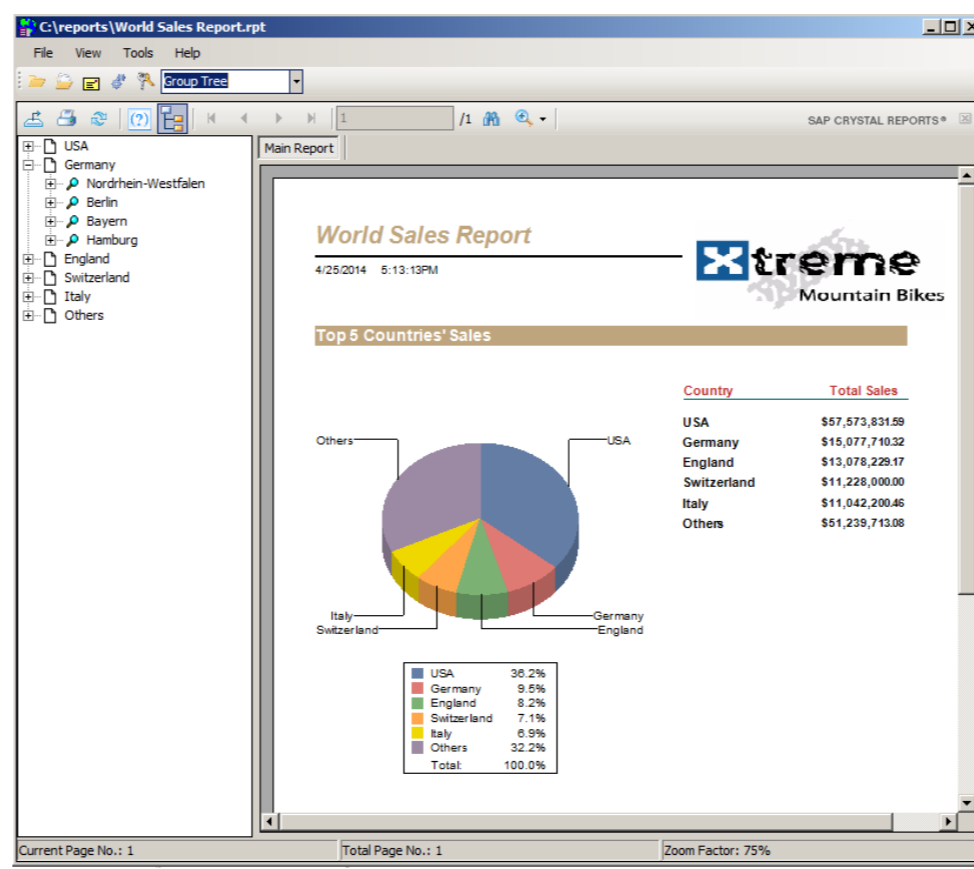 C:\reports\World Sales Report.rpt
File View Tools Help
Group Tree
(?) 1 /1 SAP CRYSTAL REPORTS®
USA
Germany
Nordrhein-Westfalen
Berlin
Bayern
Hamburg
England
Switzerland
Italy
Others
Main Report
World Sales Report
4/25/2014 5:13:13PM
Xtreme
Mountain Bikes
Top 5 Countries' Sales
Country Total Sales
USA $57,573,831.59
Germany $15,077,710.32
England $13,078,229.17
Switzerland $11,228,000.00
Italy $11,042,200.46
Others $51,239,713.08
Others USA
Italy Germany
Switzerland England
USA 36.2%
Germany 9.5%
England 8.2%
Switzerland 7.1%
Italy 6.9%
Others 32.2%
Total: 100.0%
Current Page No.: 1 Total Page No.: 1 Zoom Factor: 75%